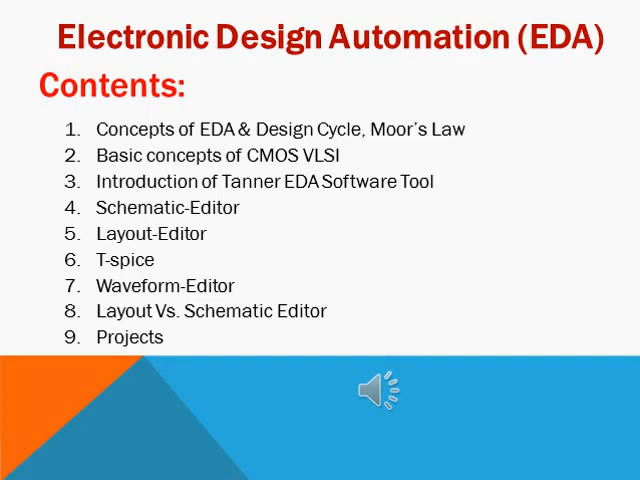 Electronic Design Automation (EDA)
Contents:
1. Concepts of EDA & Design Cycle, Moor's Law
2. Basic concepts of CMOS VLSI
3. Introduction of Tanner EDA Software Tool
4. Schematic-Editor
5. Layout-Editor
6. T-spice
7. Waveform-Editor
8. Layout Vs. Schematic Editor
9. Projects